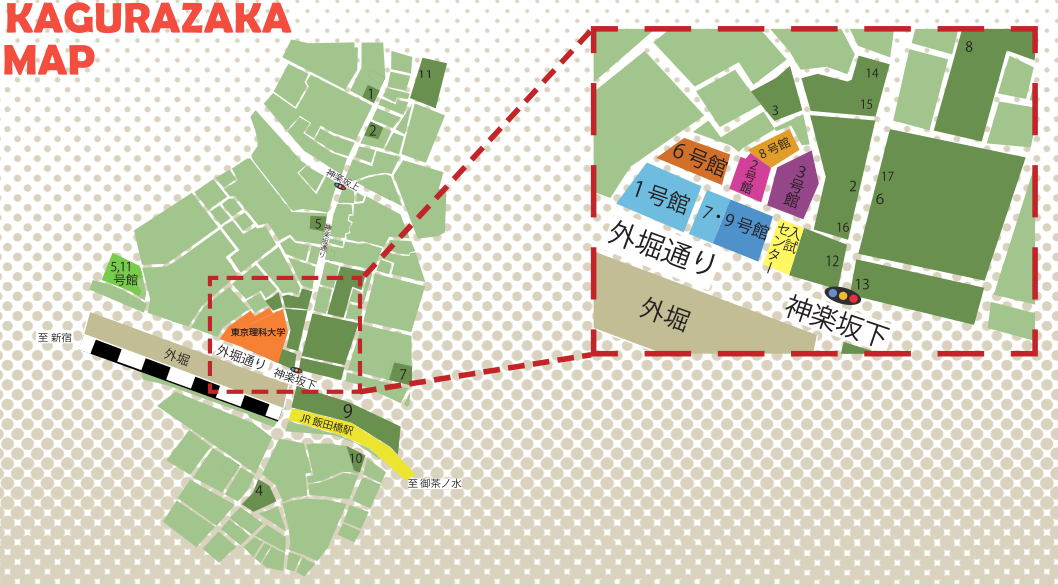 KAGURAZAKA
MAP
11
1
2
神楽坂上
5
神楽坂通り
5,11
号館
東京理科大学
至 新宿
外堀
外堀通り
神楽坂下
7
9
JR 飯田橋駅
10
至 御茶ノ水
4
8
14
15
3
6号館
8号館
2号館
3号館
1号館
7・9号館
入試
センター
2
17
6
16
12
13
外堀通り
外堀
神楽坂下